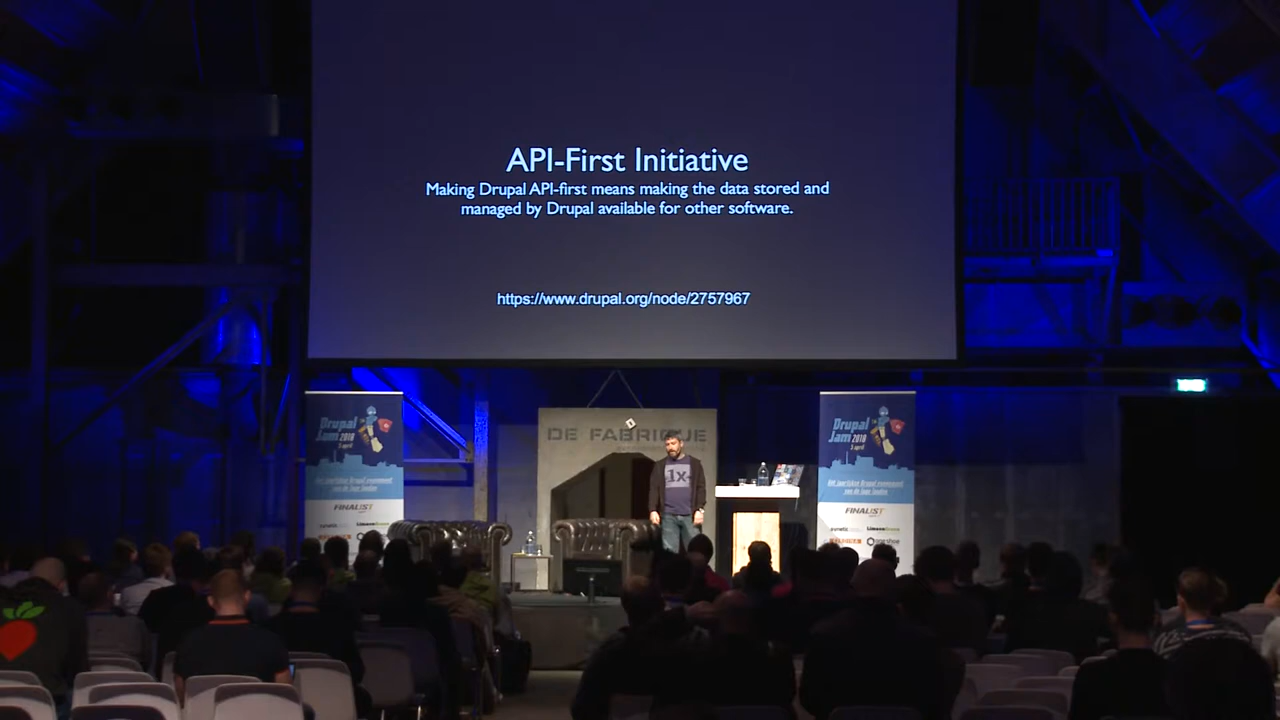 API-First Initiative
Making Drupal API-first means making the data stored and
managed by Drupal available for other software.
https://www.drupal.org/node/2757967
Drupal
Jam 2018
FINALIST
DE FABRIQUE
1x
Drupal
Jam 2018
FINALIST